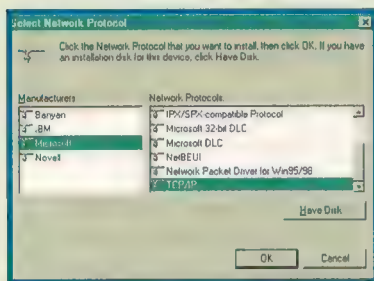 Select Network Protocol
Click the Network Protocol that you want to install, then click OK. If you have
an installation disk for this device, click Have Disk.
Manufacturers
Network Protocols
Banyan
IBM
Microsoft
Novell
IPX/SPX-compatible Protocol
Microsoft 32-bit DLC
Microsoft DLC
NetBEUI
Network Packet Driver for Win95/98
TCP/IP
Have Disk
OK
Cancel